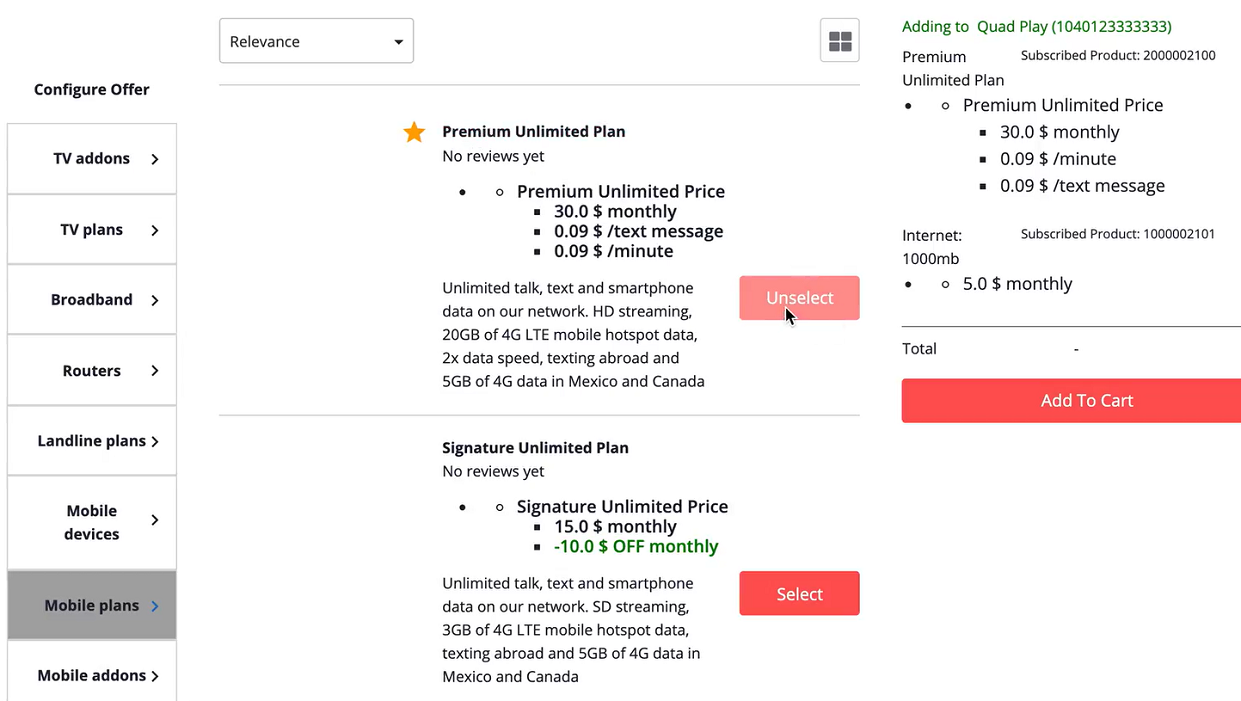 Relevance
Configure Offer
TV addons
TV plans
Broadband
Routers
Landline plans
Mobile
devices
Mobile plans
Mobile addons
Premium Unlimited Plan
No reviews yet
Premium Unlimited Price
30.0 $ monthly
0.09 $ /text message
0.09 $ /minute
Unlimited talk, text and smartphone
data on our network. HD streaming,
20GB of 4G LTE mobile hotspot data,
2x data speed, texting abroad and
5GB of 4G data in Mexico and Canada
Unselect
Signature Unlimited Plan
No reviews yet
Signature Unlimited Price
15.0 $ monthly
-10.0 $ OFF monthly
Unlimited talk, text and smartphone
data on our network. SD streaming,
3GB of 4G LTE mobile hotspot data,
texting abroad and 5GB of 4G data in
Mexico and Canada
Select
Adding to Quad Play (1040123333333)
Premium
Unlimited Plan
Subscribed Product: 2000002100
Premium Unlimited Price
30.0 $ monthly
0.09 $ /minute
0.09 $ /text message
Internet:
1000mb
Subscribed Product: 1000002101
5.0 $ monthly
Total -
Add To Cart